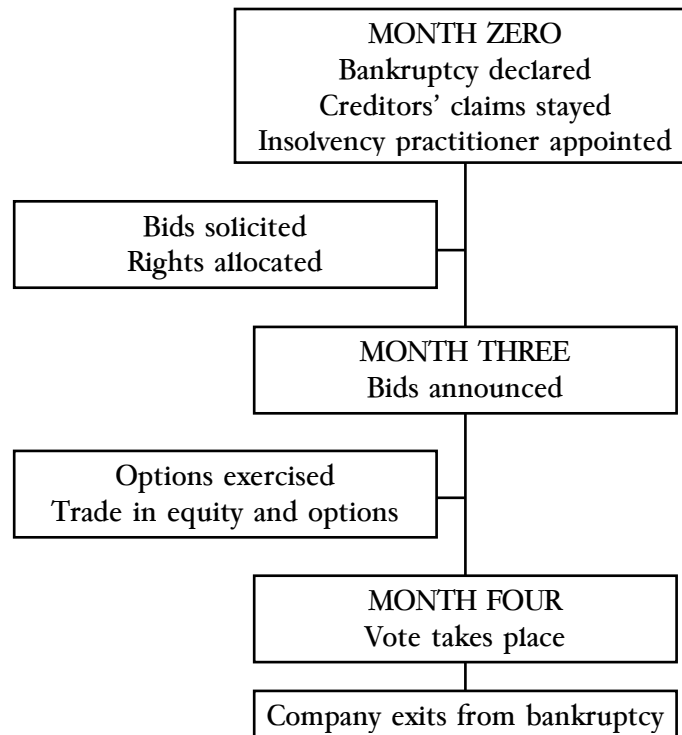 MONTH ZERO
Bankruptcy declared
Creditors’ claims stayed
Insolvency practitioner appointed
Bids solicited
Rights allocated
MONTH THREE
Bids announced
Options exercised
Trade in equity and options
MONTH FOUR
Vote takes place
Company exits from bankruptcy